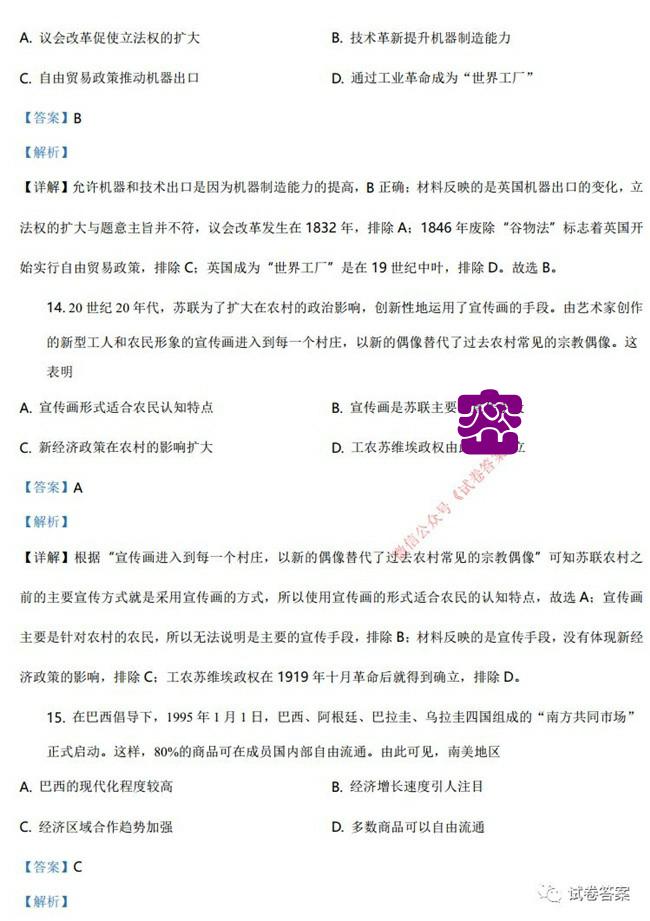 A. 议会改革促使立法权的扩大 B. 技术革新提升机器制造能力
C. 自由贸易政策推动机器出口 D. 通过工业革命成为“世界工厂”
【答案】B
【解析】
【详解】允许机器和技术出口是因为机器制造能力的提高，B 正确；材料反映的是英国机器出口的变化，立
法权的扩大与题意主旨并不符，议会改革发生在 1832 年，排除 A；1846 年废除“谷物法”标志着英国开
始实行自由贸易政策，排除 C；英国成为“世界工厂”是在 19 世纪中叶，排除 D。故选 B。
14. 20 世纪 20 年代，苏联为了扩大在农村的政治影响，创新性地运用了宣传画的手段。由艺术家创作
的新型工人和农民形象的宣传画进入到每一个村庄，以新的偶像替代了过去农村常见的宗教偶像。这
表明
A. 宣传画形式适合农民认知特点 B. 宣传画是苏联主要
C. 新经济政策在农村的影响扩大 D. 工农苏维埃政权由 立
【答案】A
【解析】
微信公众号《试卷答案
【详解】根据“宣传画进入到每一个村庄，以新的偶像替代了过去农村常见的宗教偶像”可知苏联农村之
前的主要宣传方式就是采用宣传画的方式，所以使用宣传画的形式适合农民的认知特点，故选 A；宣传画
主要是针对农村的农民，所以无法说明是主要的宣传手段，排除 B；材料反映的是宣传手段，没有体现新经
济政策的影响，排除 C；工农苏维埃政权在 1919 年十月革命后就得到确立，排除 D。
15. 在巴西倡导下，1995 年 1 月 1 日，巴西、阿根廷、巴拉圭、乌拉圭四国组成的“南方共同市场”
正式启动。这样，80%的商品可在成员国内部自由流通。由此可见，南美地区
A. 巴西的现代化程度较高 B. 经济增长速度引人注目
C. 经济区域合作趋势加强 D. 多数商品可以自由流通
【答案】C
【解析】
试卷答案